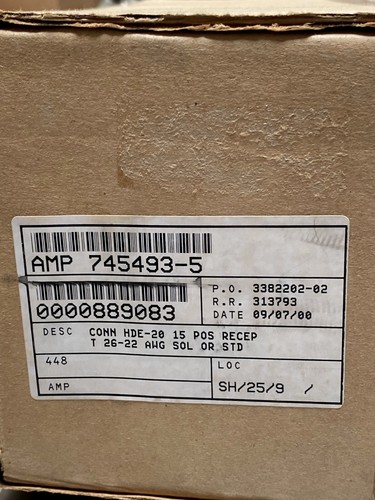 AMP 745493-5
0000889083
P.O. 3382202-02
R.R. 313793
DATE 09/07/00
DESC CONN HDE-20 15 POS RECEP
T 26-22 AWG SOL OR STD
448
AMP
LOC
SH/25/9 /